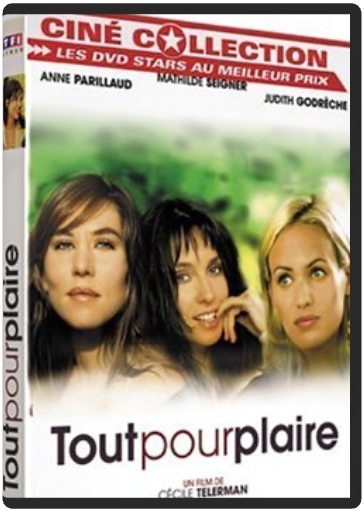 CINÉ COLLECTION
LES DVD STARS AU MEILLEUR PRIX
ANNE PARILLAUD
MATHILDE SEIGNER
JUDITH GODRÈCHE
Toutpourplaire
UN FILM DE
CÉCILE TELERMAN
TF1
Toutpourplaire